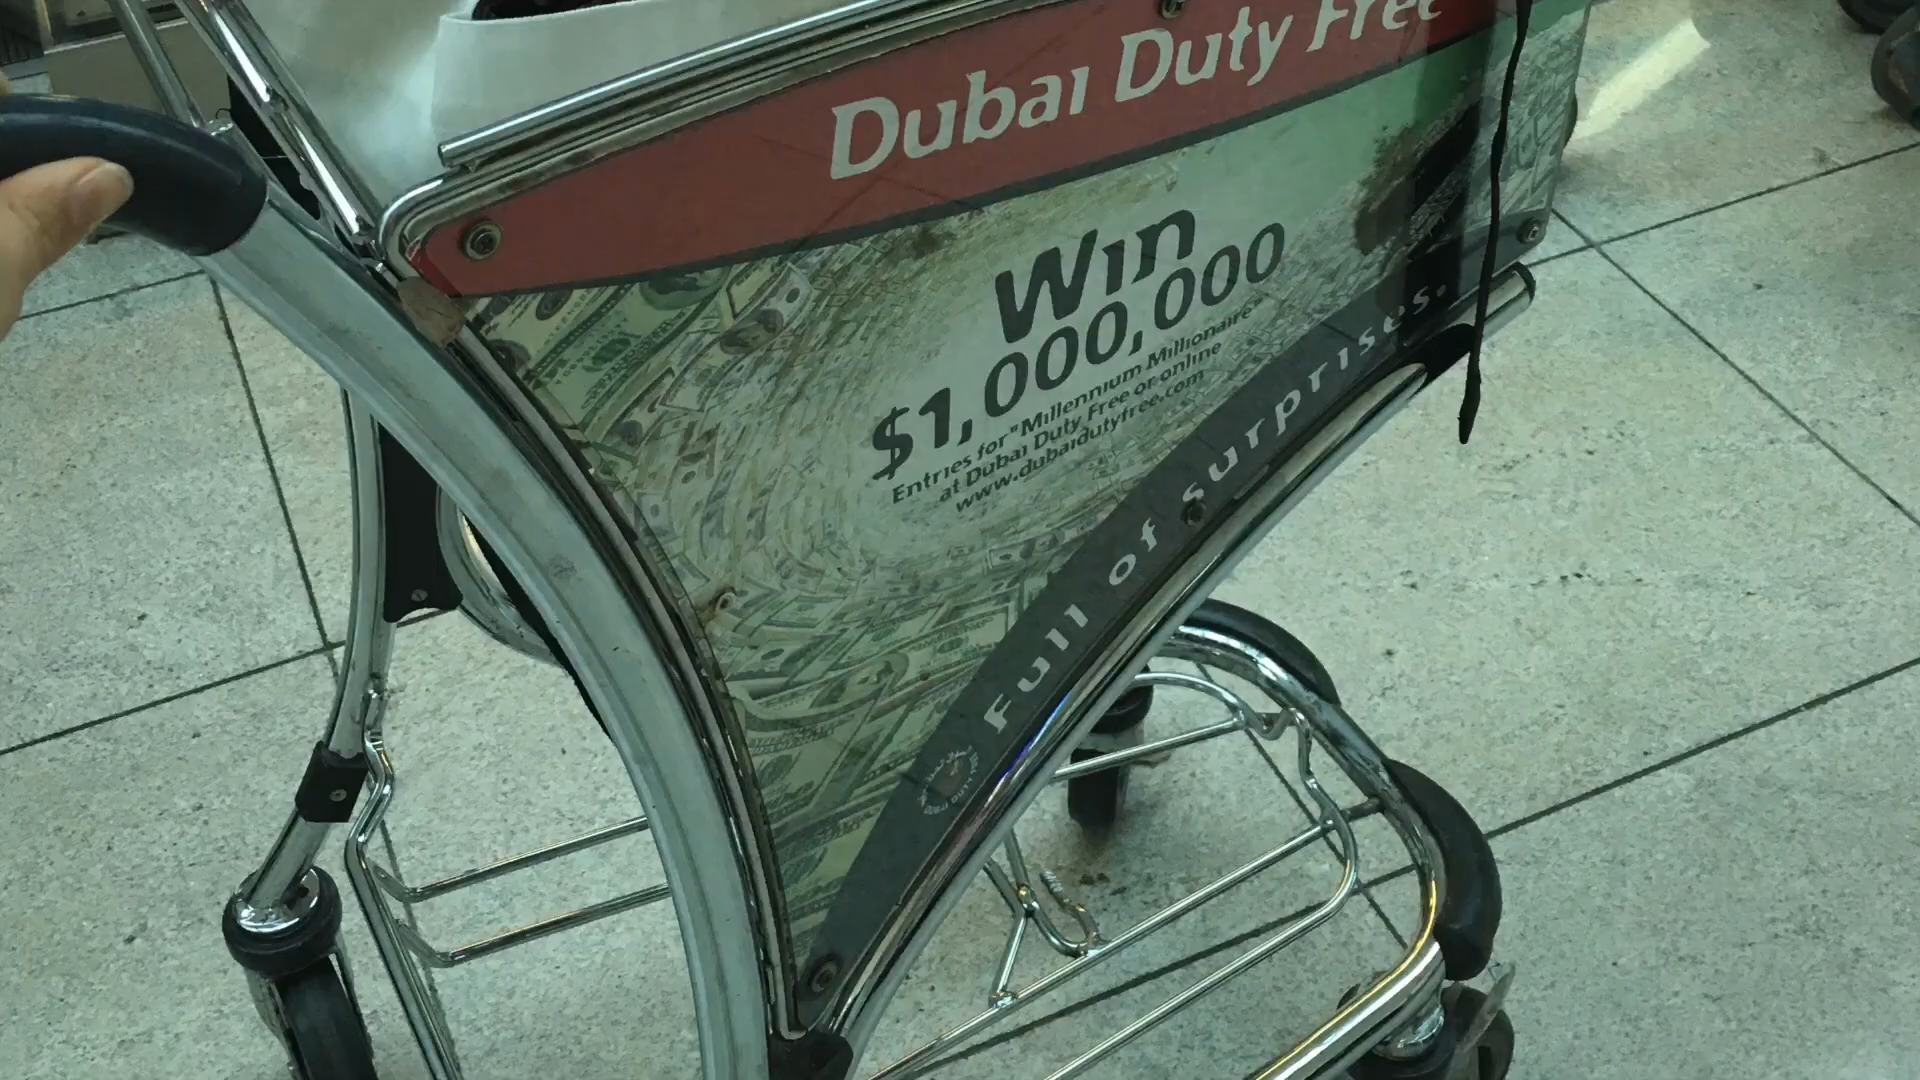 Dubai Duty Free
Win
$1,000,000
Entries for "Millennium Millionaire"
at Dubai Duty Free or online
www.dubaidutyfree.com
Full of surprises.